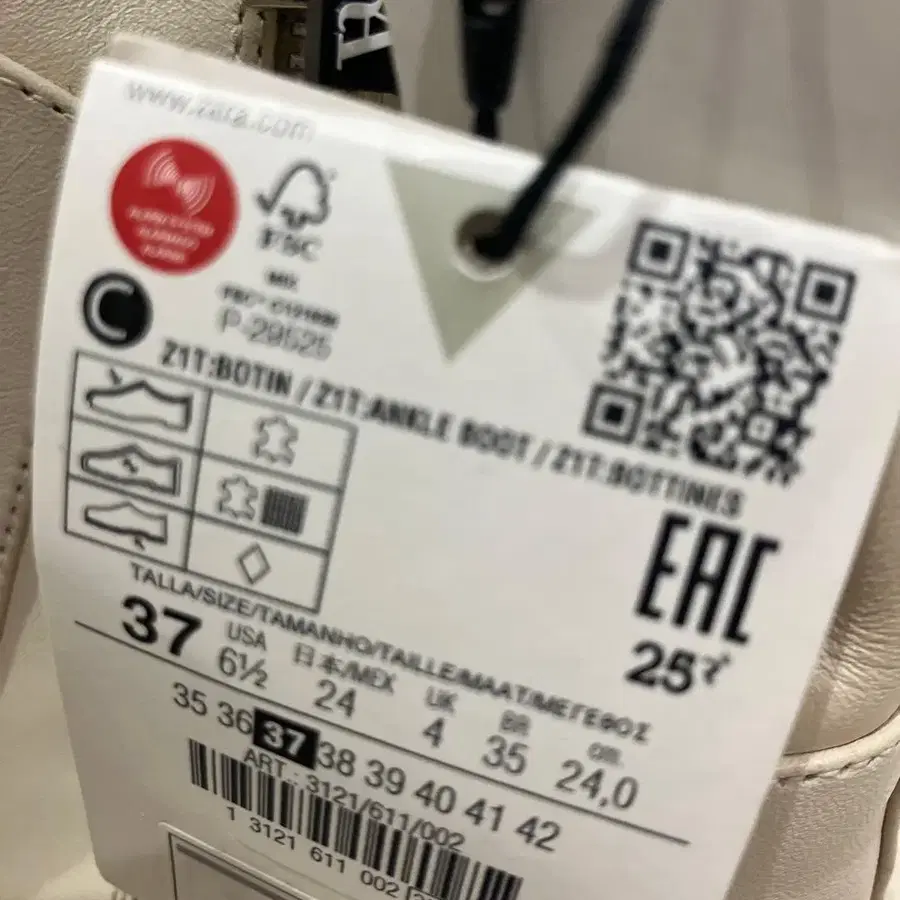 www.zara.com
FSC
MIX
P-29525
C
Z1T:BOTIN / Z1T:ANKLE BOOT / Z1T:BOTTINES
EAC
25
TALLA/SIZE/TAMANHO/TAILLE/MAAT/ΜΕΓΕΘΟΣ
37 USA 6½ 日本/MEX 24 UK 4 BR 35 cm. 24,0
35 36 37 38 39 40 41 42
ART.: 3121/611/002
1 3121 611 002